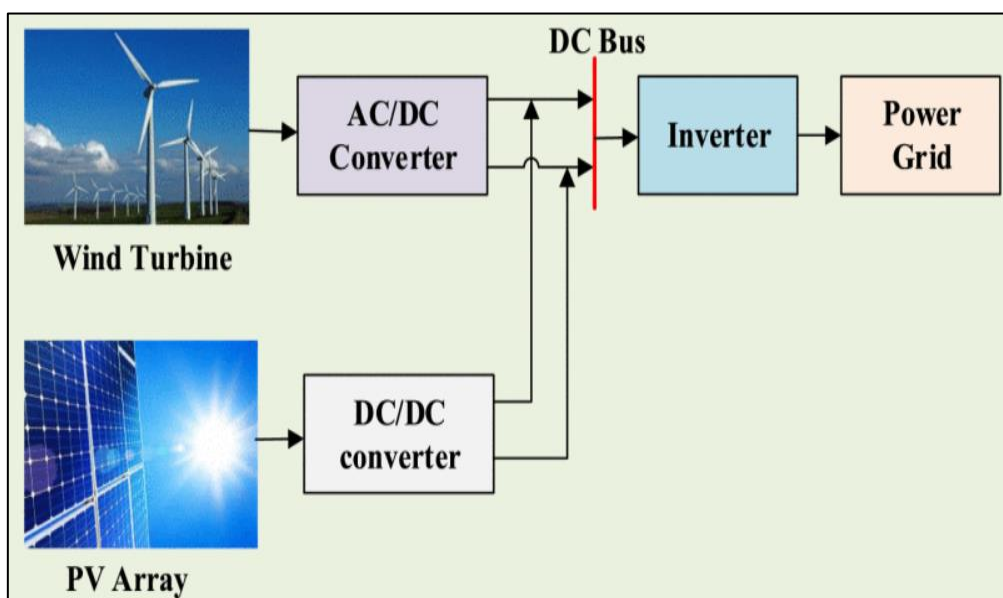 DC Bus
AC/DC
Converter
Inverter
Power
Grid
Wind Turbine
DC/DC
converter
PV Array